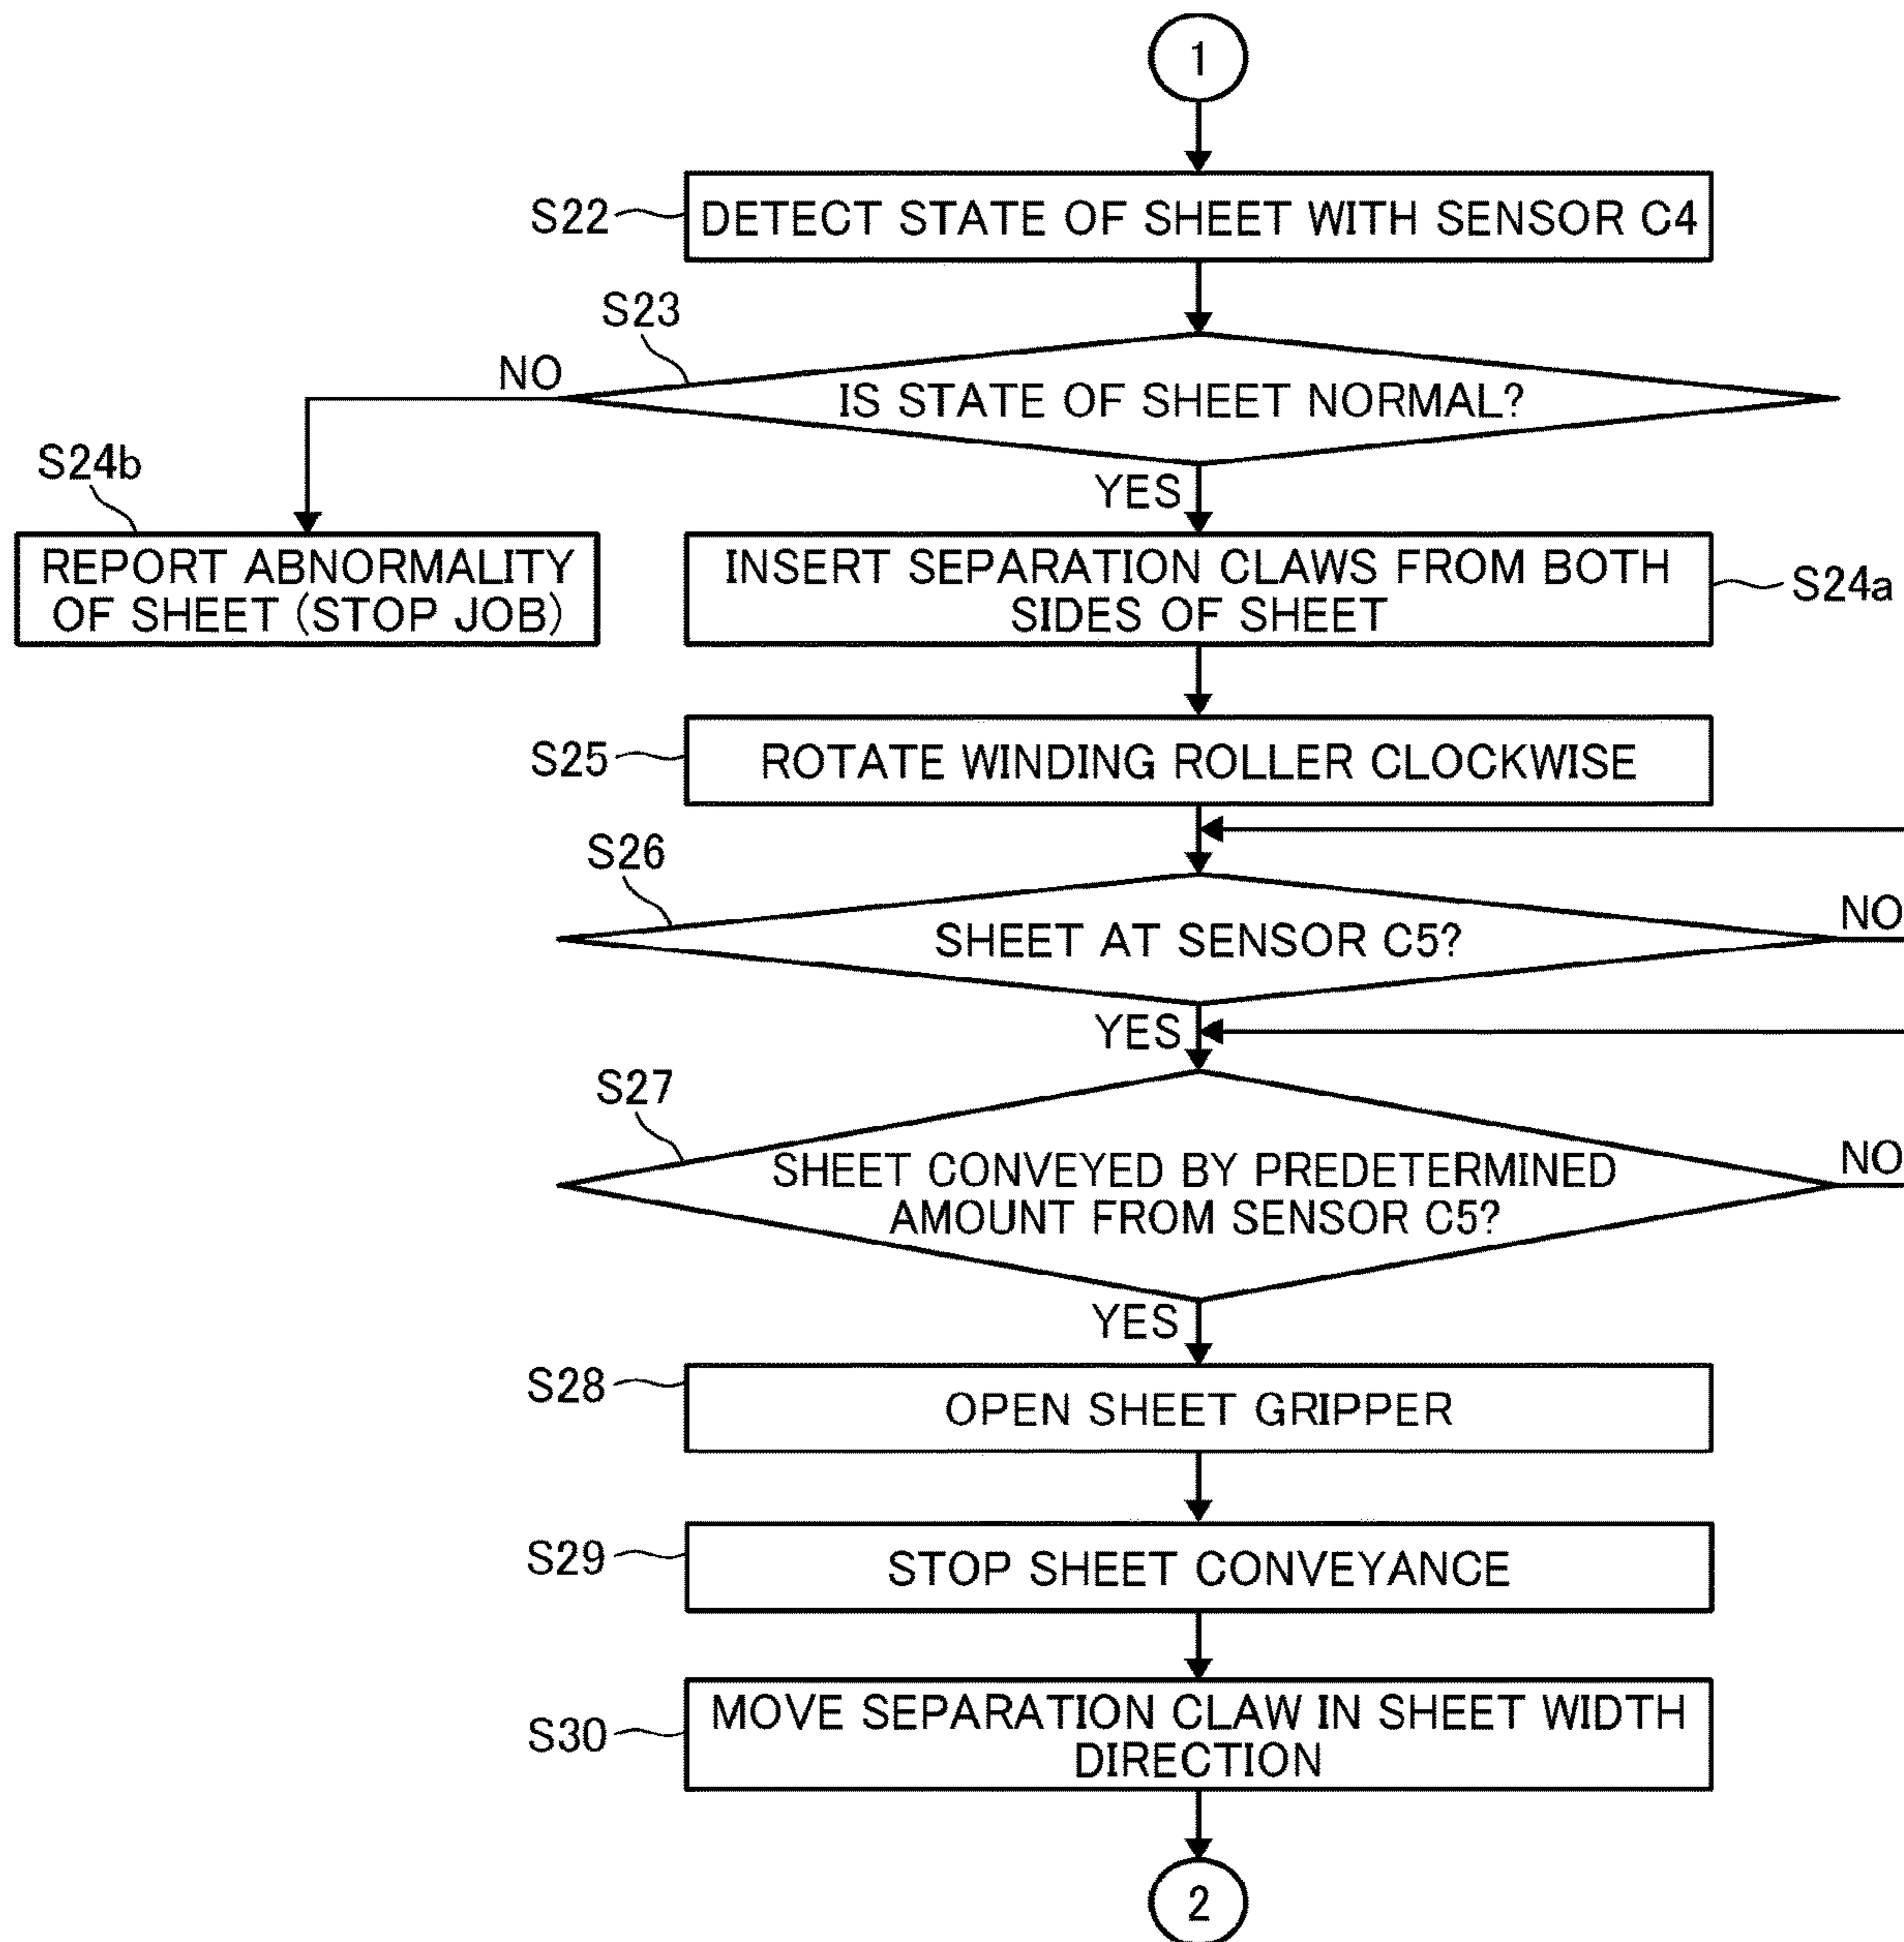 1
S22
DETECT STATE OF SHEET WITH SENSOR C4
S23
NO
IS STATE OF SHEET NORMAL?
YES
S24b
REPORT ABNORMALITY
OF SHEET (STOP JOB)
INSERT SEPARATION CLAWS FROM BOTH
SIDES OF SHEET
S24a
S25
ROTATE WINDING ROLLER CLOCKWISE
S26
SHEET AT SENSOR C5?
NO
YES
S27
SHEET CONVEYED BY PREDETERMINED
AMOUNT FROM SENSOR C5?
NO
YES
S28
OPEN SHEET GRIPPER
S29
STOP SHEET CONVEYANCE
S30
MOVE SEPARATION CLAW IN SHEET WIDTH
DIRECTION
2